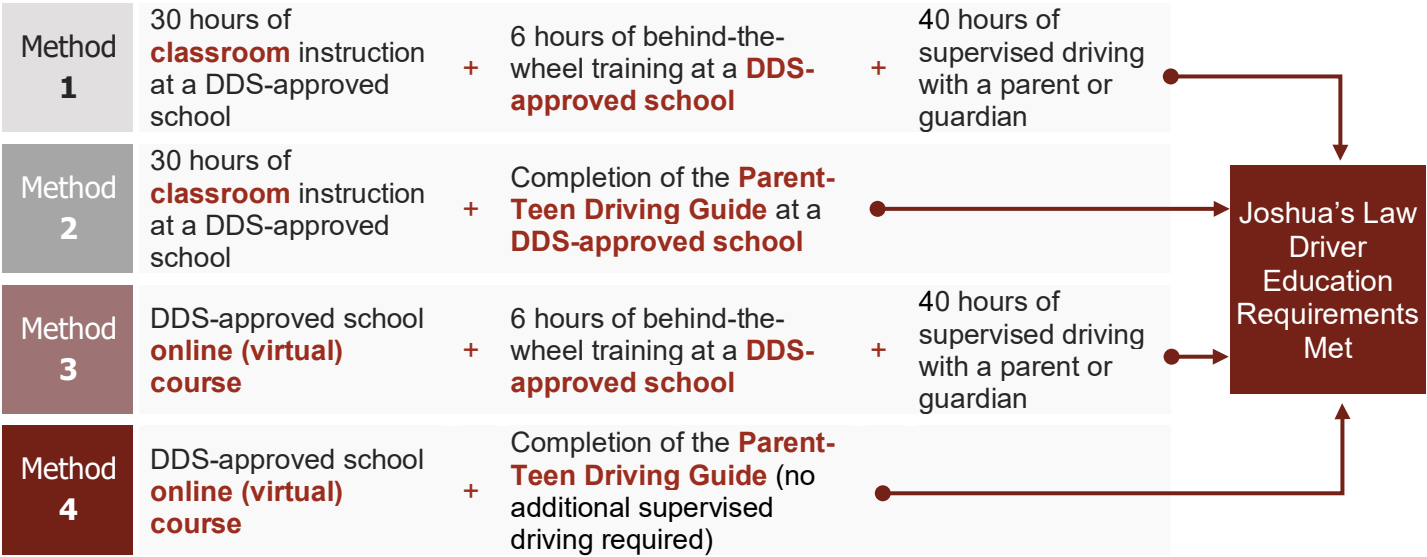 Method
1
30 hours of
classroom instruction
at a DDS-approved
school
+
6 hours of behind-the-
wheel training at a DDS-
approved school
+
40 hours of
supervised driving
with a parent or
guardian
Method
2
30 hours of
classroom instruction
at a DDS-approved
school
+
Completion of the Parent-
Teen Driving Guide at a
DDS-approved school
Method
3
DDS-approved school
online (virtual)
course
+
6 hours of behind-the-
wheel training at a DDS-
approved school
+
40 hours of
supervised driving
with a parent or
guardian
Method
4
DDS-approved school
online (virtual)
course
+
Completion of the Parent-
Teen Driving Guide (no
additional supervised
driving required)
Joshua’s Law
Driver
Education
Requirements
Met